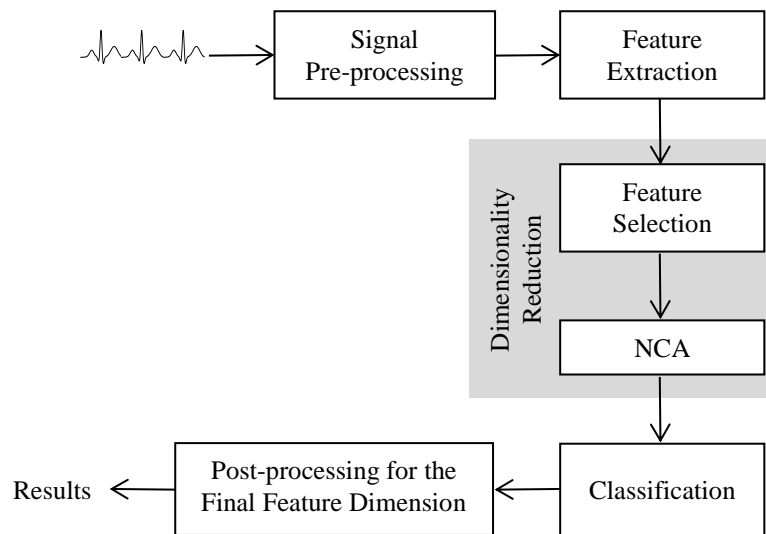 Signal
Pre-processing
Feature
Extraction
Dimensionality
Reduction
Feature
Selection
NCA
Classification
Post-processing for the
Final Feature Dimension
Results